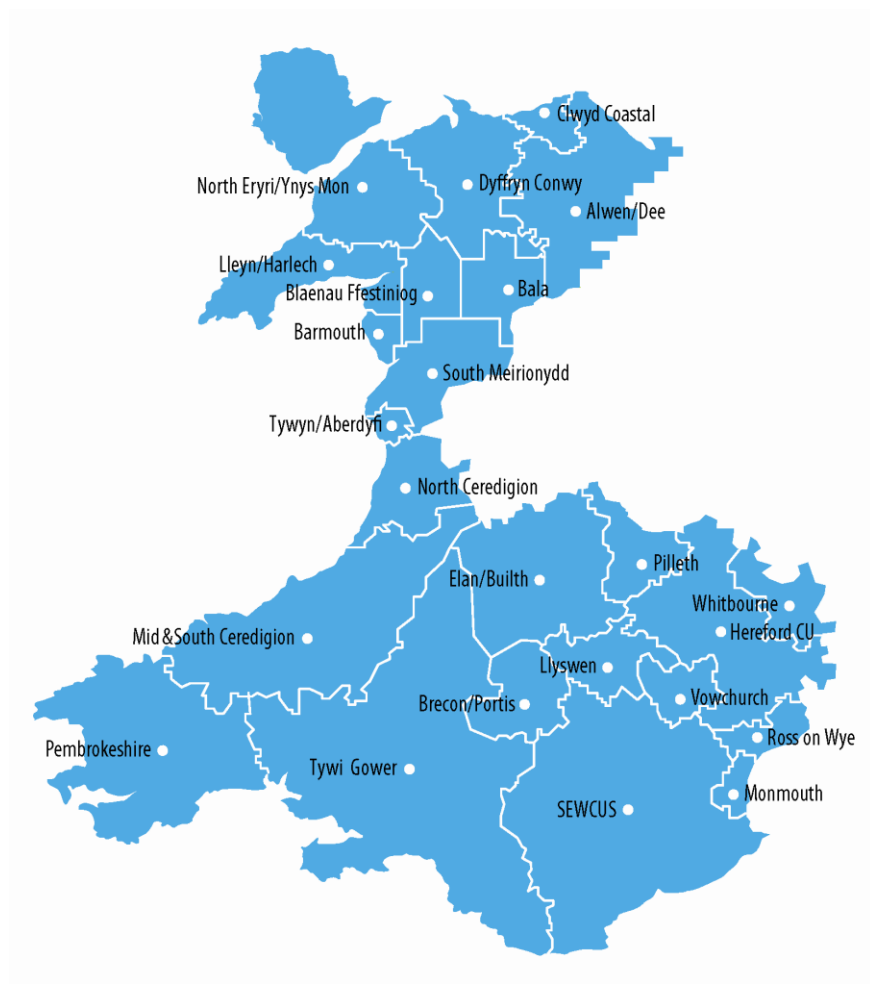 Clwyd Coastal
North Eryri/Ynys Mon
Dyffryn Conwy
Alwen/Dee
Lleyn/Harlech
Blaenau Ffestiniog
Bala
Barmouth
South Meirionydd
Tywyn/Aberdyfi
North Ceredigion
Pilleth
Elan/Builth
Whitbourne
Hereford CU
Mid &South Ceredigion
Llyswen
Vowchurch
Brecon/Portis
Ross on Wye
Pembrokeshire
Tywi Gower
Monmouth
SEWCUS